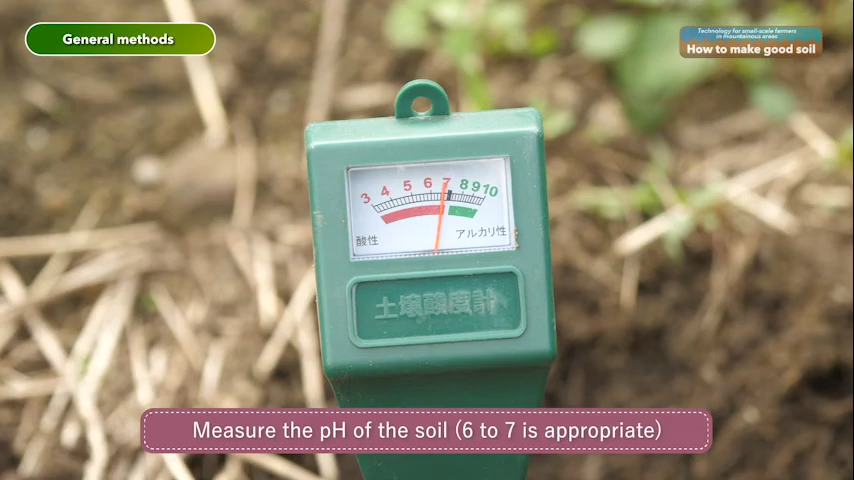 General methods
Technology for small-scale farmers
in mountainous areas
How to make good soil
3 4 5 6 7 8 9 10
酸性
アルカリ性
土壌酸度計
Measure the pH of the soil (6 to 7 is appropriate)